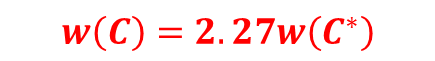 w(C) = 2.27w(C*)